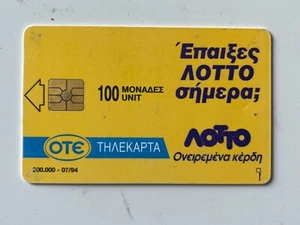 Έπαιξες
ΛΟΤΤΟ
σήμερα;
100 ΜΟΝΑΔΕΣ
UNIT
ΟΤΕ ΤΗΛΕΚΑΡΤΑ
ΛΟΤΤΟ
Ονειρεμένα κέρδη
200.000 - 07/94